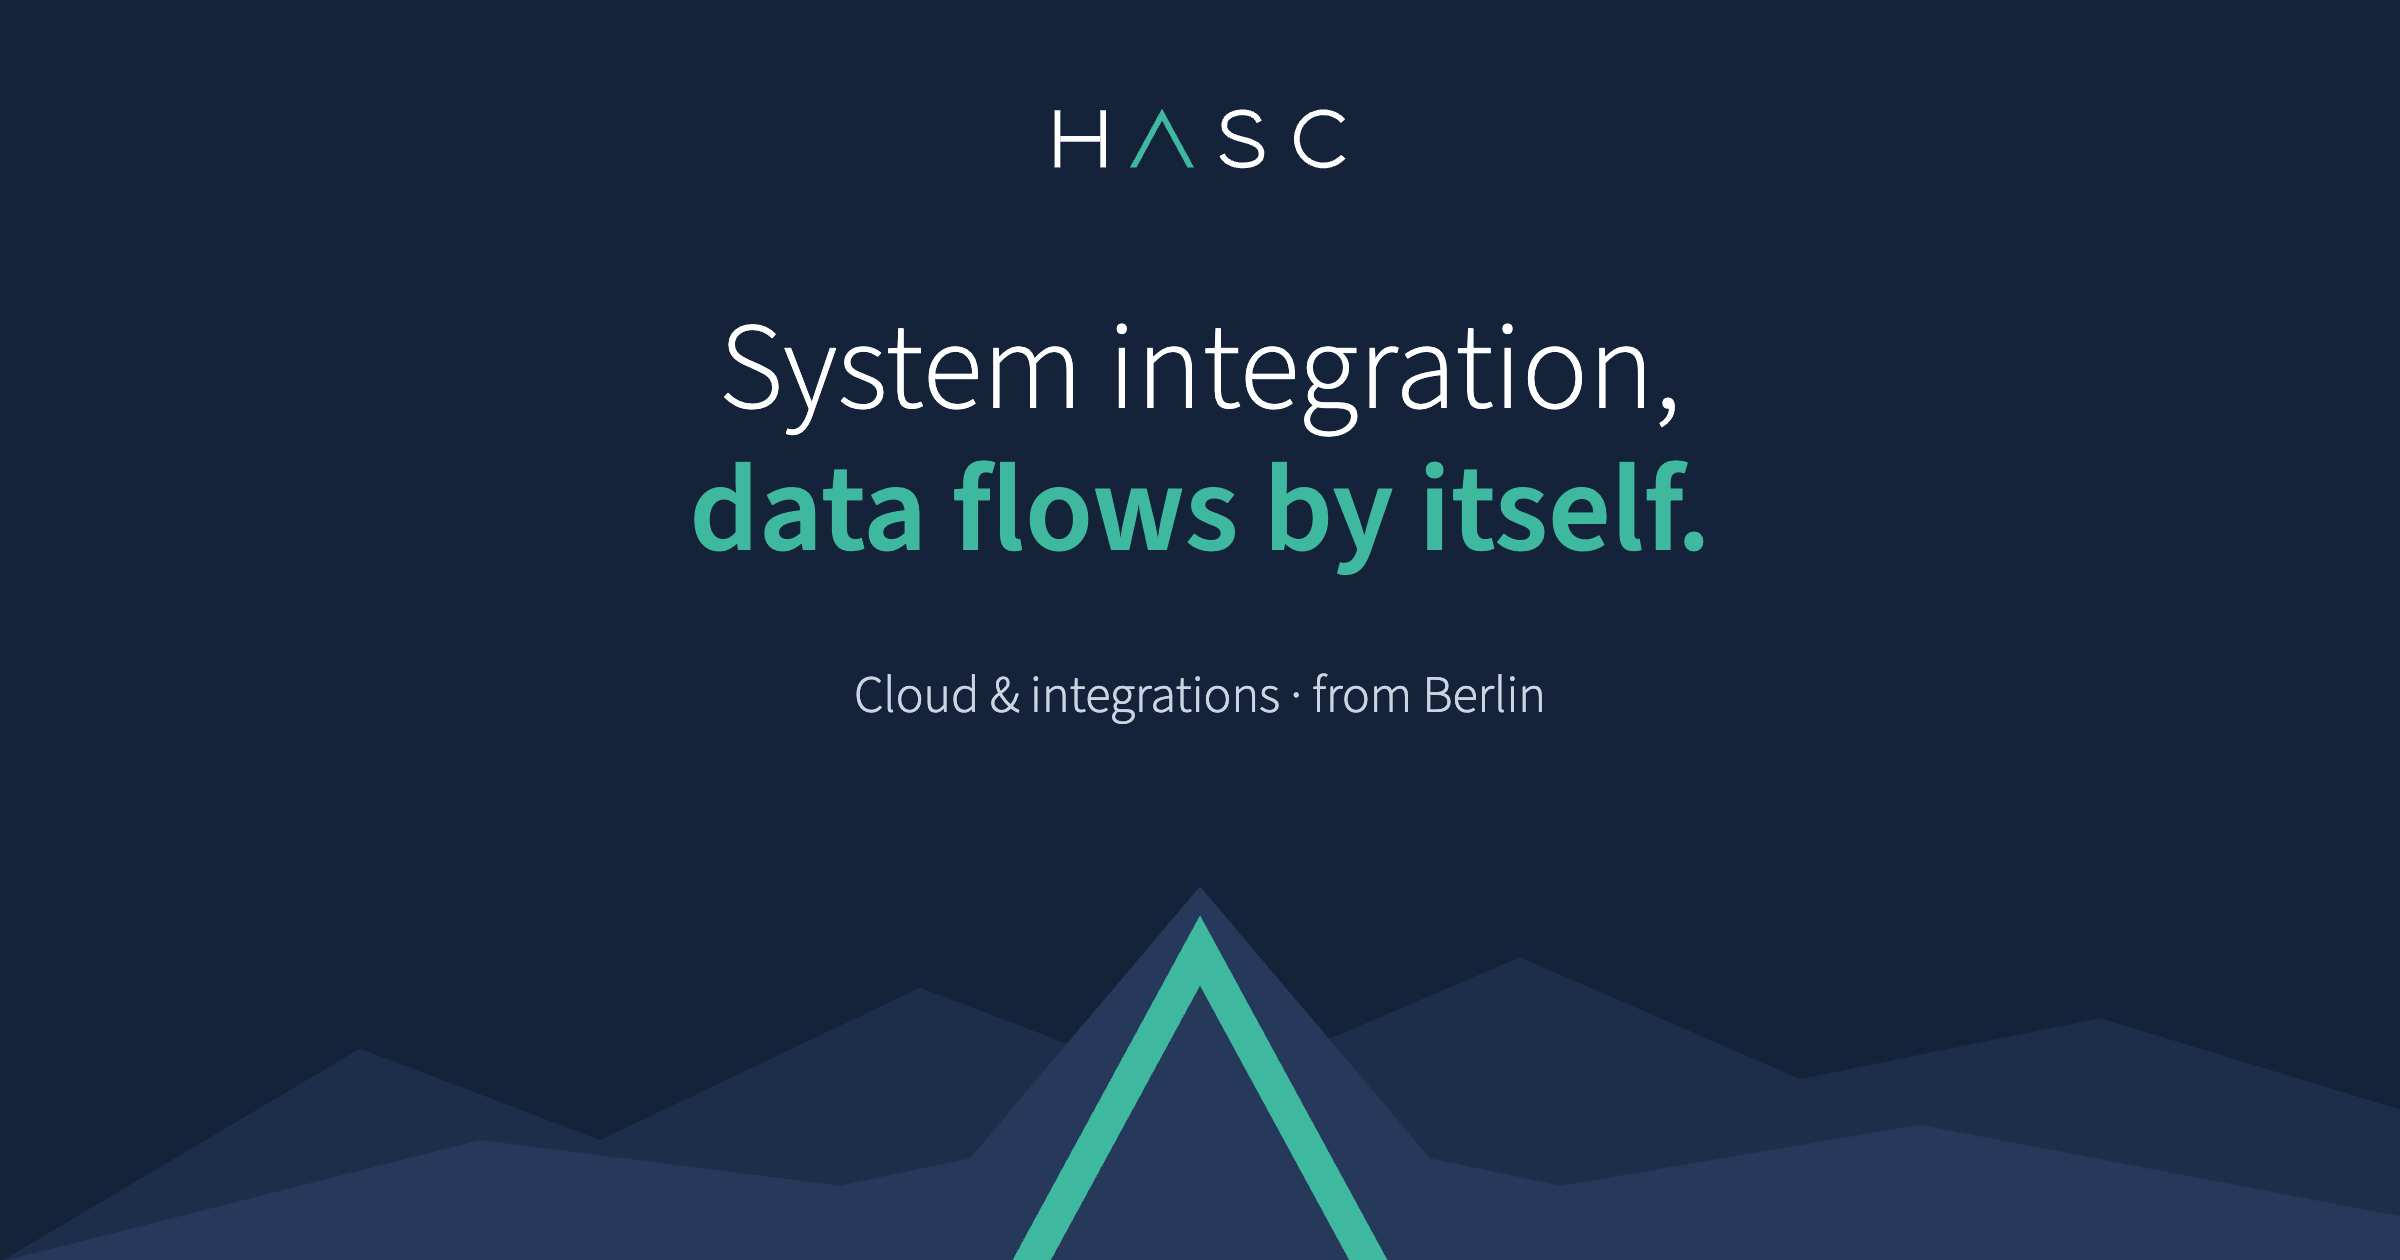 HASC
System integration,
data flows by itself.
Cloud & integrations · from Berlin